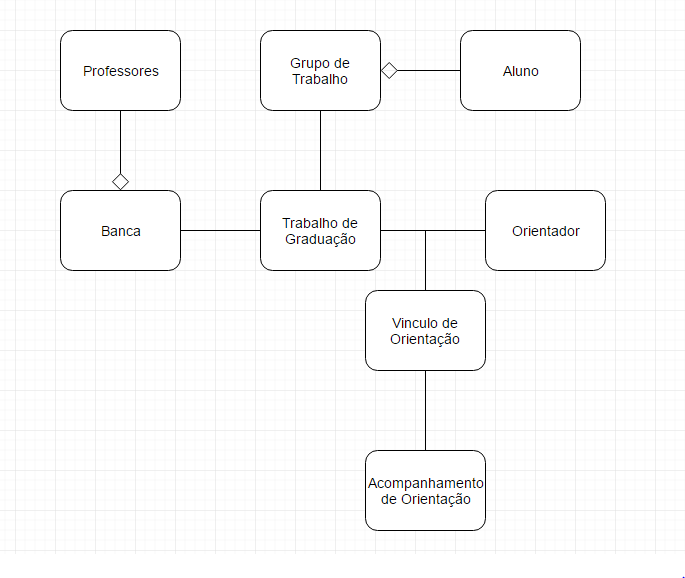 Professores
Grupo de
Trabalho
Aluno
Banca
Trabalho de
Graduação
Orientador
Vinculo de
Orientação
Acompanhamento
de Orientação